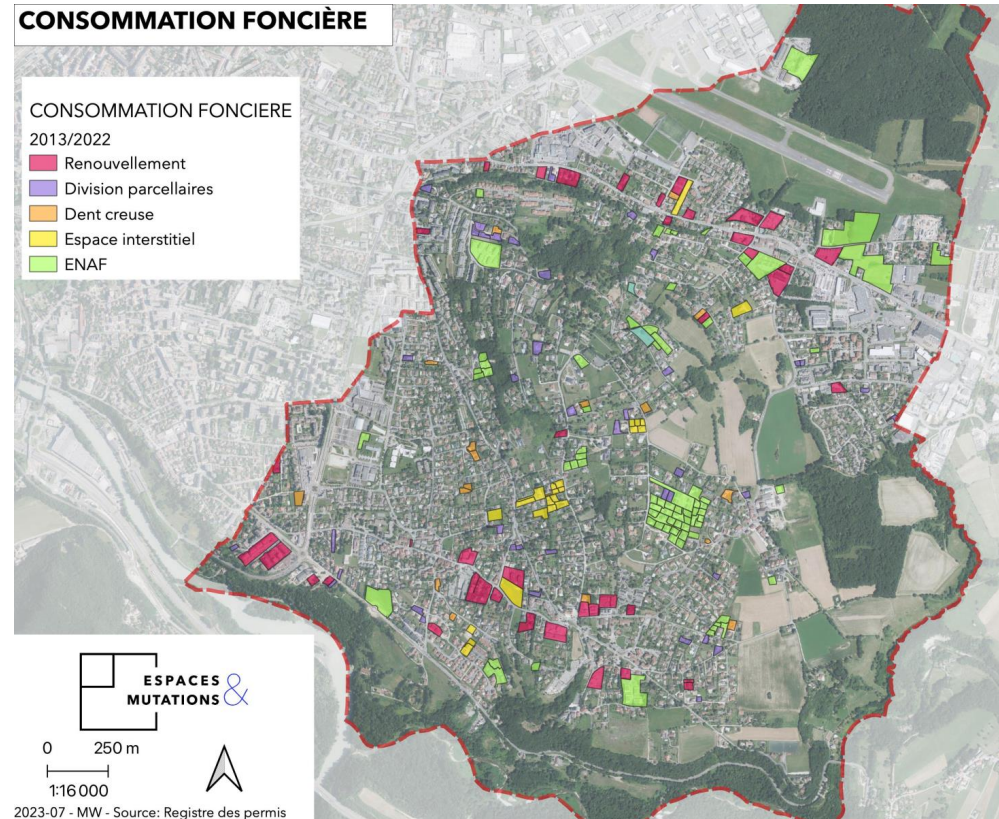 CONSOMMATION FONCIÈRE
CONSOMMATION FONCIERE
2013/2022
Renouvellement
Division parcellaires
Dent creuse
Espace interstitiel
ENAF
ESPACES
MUTATIONS &
0 250 m
1:16 000
2023-07 - MW - Source: Registre des permis